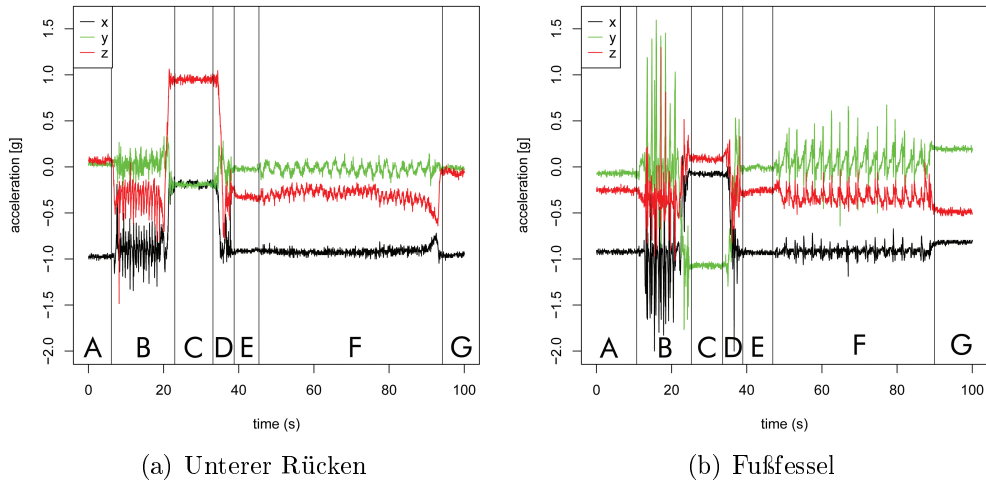 x
y
z
1.5
1.0
0.5
0.0
−0.5
−1.0
−1.5
−2.0
acceleration [g]
A B C D E F G
0 20 40 60 80 100
time (s)
(a) Unterer Rücken
x
y
z
1.5
1.0
0.5
0.0
−0.5
−1.0
−1.5
−2.0
acceleration [g]
A B C D E F G
0 20 40 60 80 100
time (s)
(b) Fußfessel